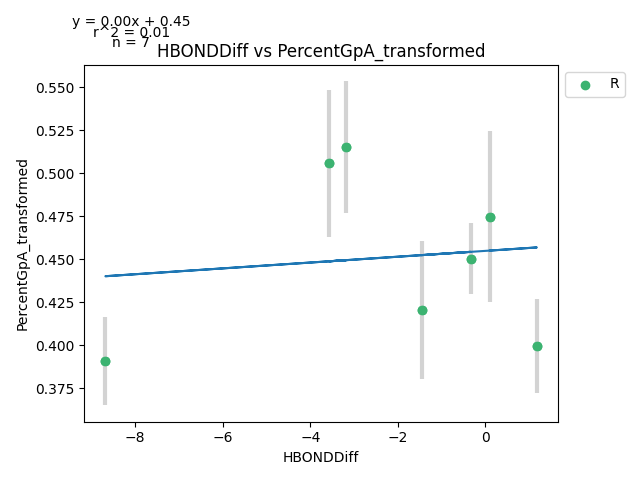 y = 0.00x + 0.45
r^2 = 0.01
n = 7
HBONDDiff vs PercentGpA_transformed
R
0.550
0.525
0.500
0.475
0.450
0.425
0.400
0.375
PercentGpA_transformed
−8
−6
−4
−2
0
HBONDDiff